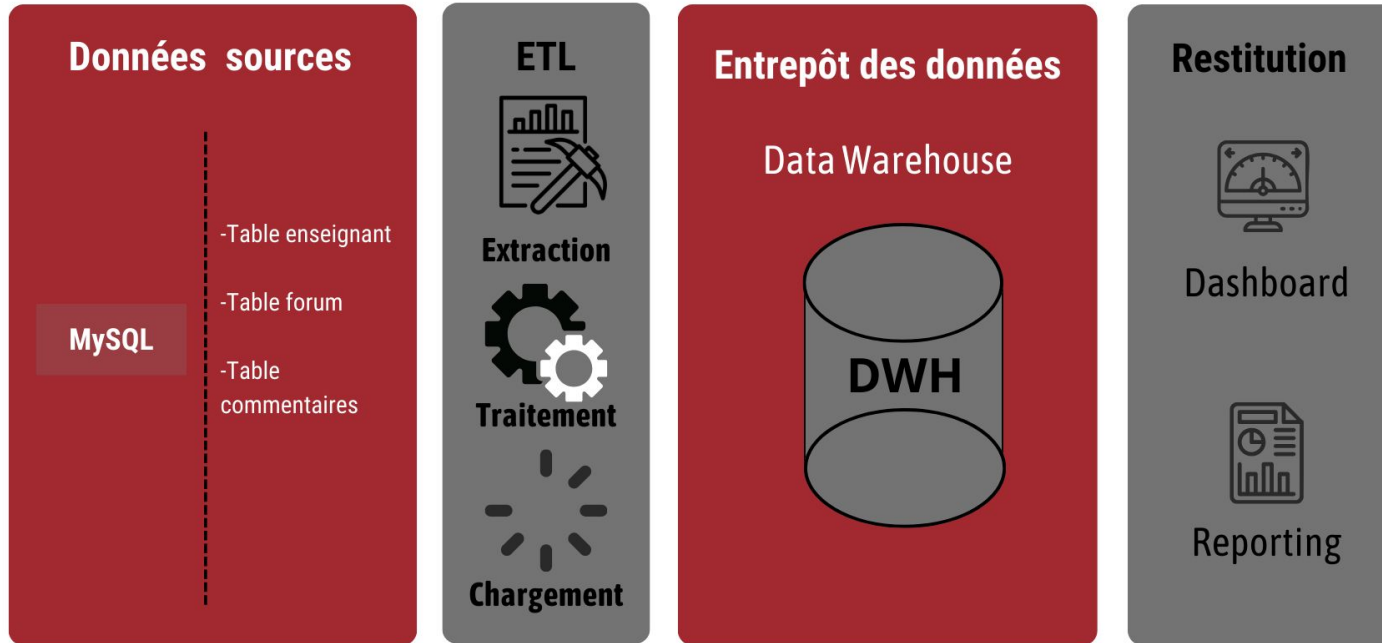 Données sources
MySQL
-Table enseignant
-Table forum
-Table
commentaires
ETL
Extraction
Traitement
Chargement
Entrepôt des données
Data Warehouse
DWH
Restitution
Dashboard
Reporting